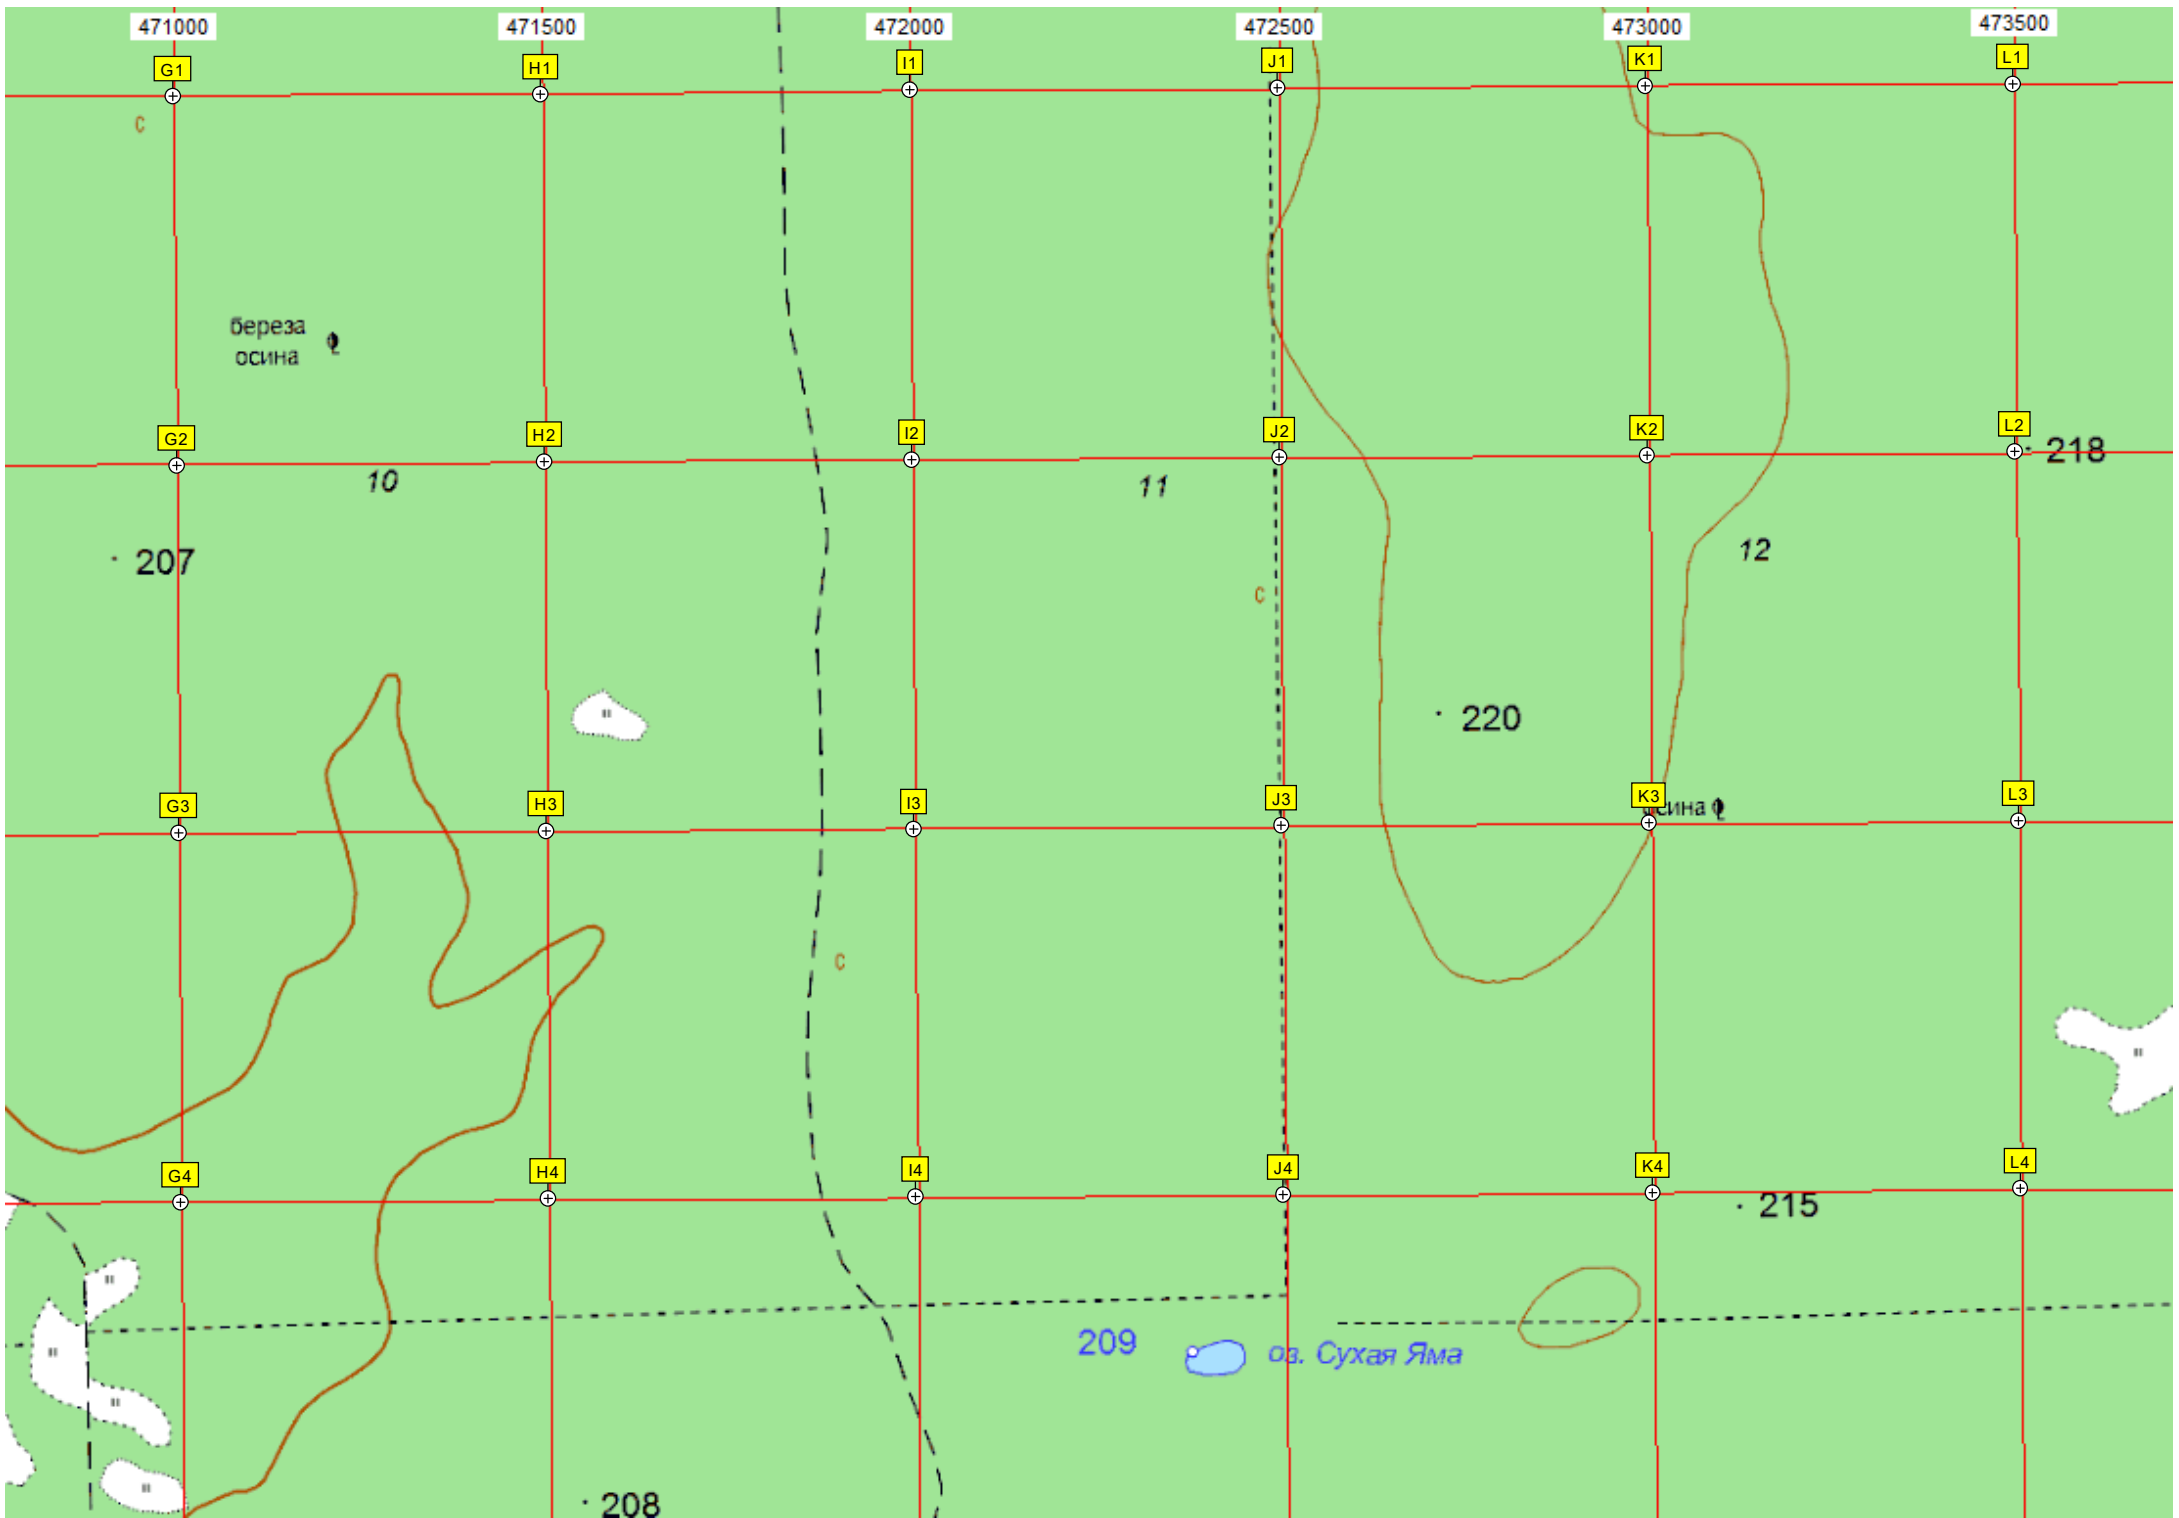 471000 471500 472000 472500 473000 473500
G1 H1 I1 J1 K1 L1
С
береза
осина
G2 H2 I2 J2 K2 L2
218
10 11
12
207
С
220
G3 H3 I3 J3 K3 L3
сина
С
G4 H4 I4 J4 K4 L4
215
209 оз. Сухая Яма
208